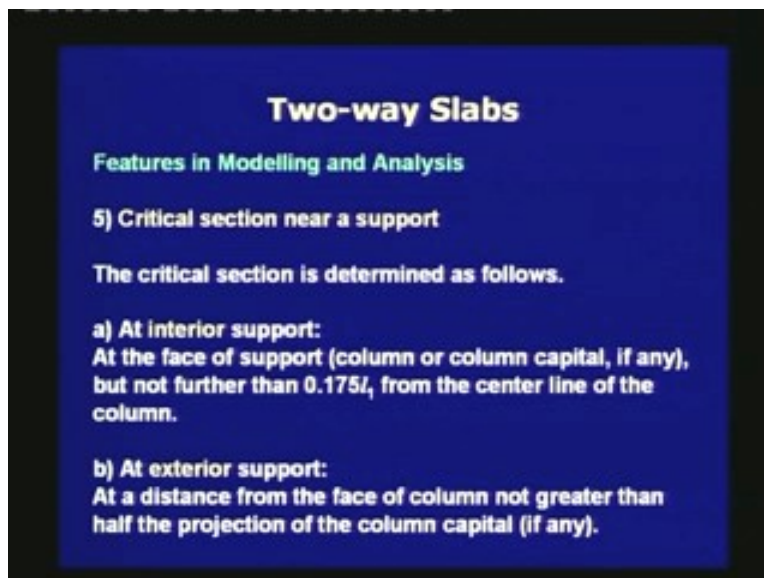 Two-way Slabs
Features in Modelling and Analysis
5) Critical section near a support
The critical section is determined as follows.
a) At interior support:
At the face of support (column or column capital, if any),
but not further than 0.175l₁ from the center line of the
column.
b) At exterior support:
At a distance from the face of column not greater than
half the projection of the column capital (if any).